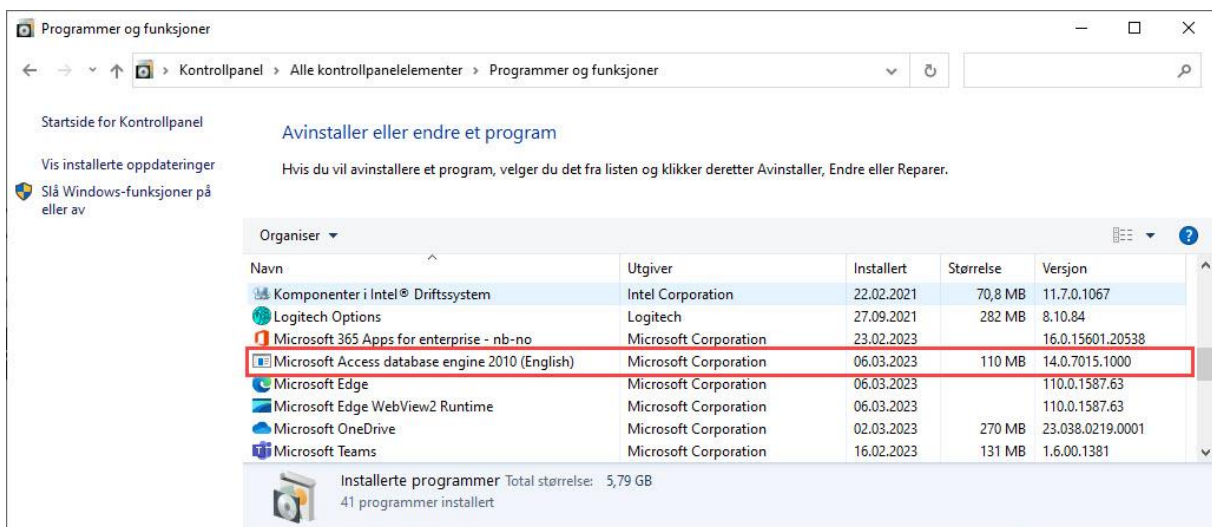 Programmer og funksjoner
Kontrollpanel > Alle kontrollpanelelementer > Programmer og funksjoner
Startside for Kontrollpanel
Vis installerte oppdateringer
Slå Windows-funksjoner på
eller av
Avinstaller eller endre et program
Hvis du vil avinstallere et program, velger du det fra listen og klikker deretter Avinstaller, Endre eller Reparer.
Organiser
Navn Utgiver Installert Størrelse Versjon
Komponenter i Intel® Driftssystem Intel Corporation 22.02.2021 70,8 MB 11.7.0.1067
Logitech Options Logitech 27.09.2021 282 MB 8.10.84
Microsoft 365 Apps for enterprise - nb-no Microsoft Corporation 23.02.2023 16.0.15601.20538
Microsoft Access database engine 2010 (English) Microsoft Corporation 06.03.2023 110 MB 14.0.7015.1000
Microsoft Edge Microsoft Corporation 06.03.2023 110.0.1587.63
Microsoft Edge WebView2 Runtime Microsoft Corporation 06.03.2023 110.0.1587.63
Microsoft OneDrive Microsoft Corporation 02.03.2023 270 MB 23.038.0219.0001
Microsoft Teams Microsoft Corporation 16.02.2023 131 MB 1.6.00.1381
Installerte programmer Total størrelse: 5,79 GB
41 programmer installert